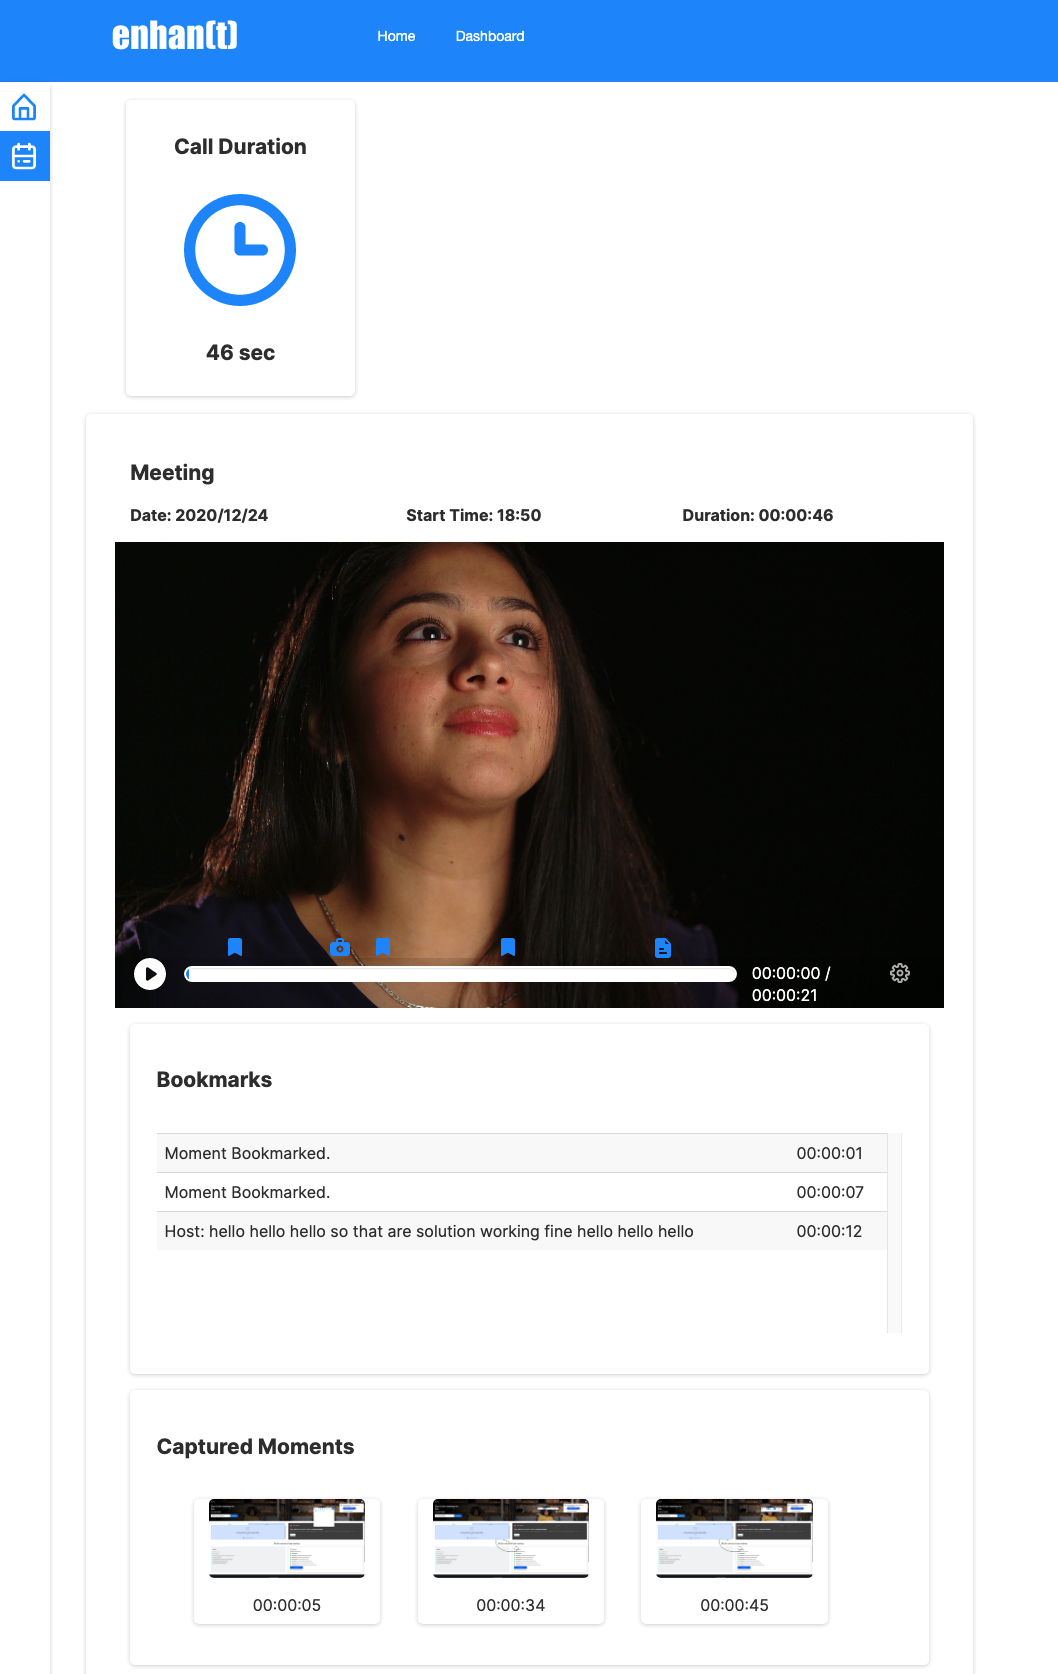 enhan(t)
Home Dashboard
Call Duration
46 sec
Meeting
Date: 2020/12/24 Start Time: 18:50 Duration: 00:00:46
00:00:00 /
00:00:21
Bookmarks
Moment Bookmarked. 00:00:01
Moment Bookmarked. 00:00:07
Host: hello hello hello so that are solution working fine hello hello hello 00:00:12
Captured Moments
00:00:05 00:00:34 00:00:45